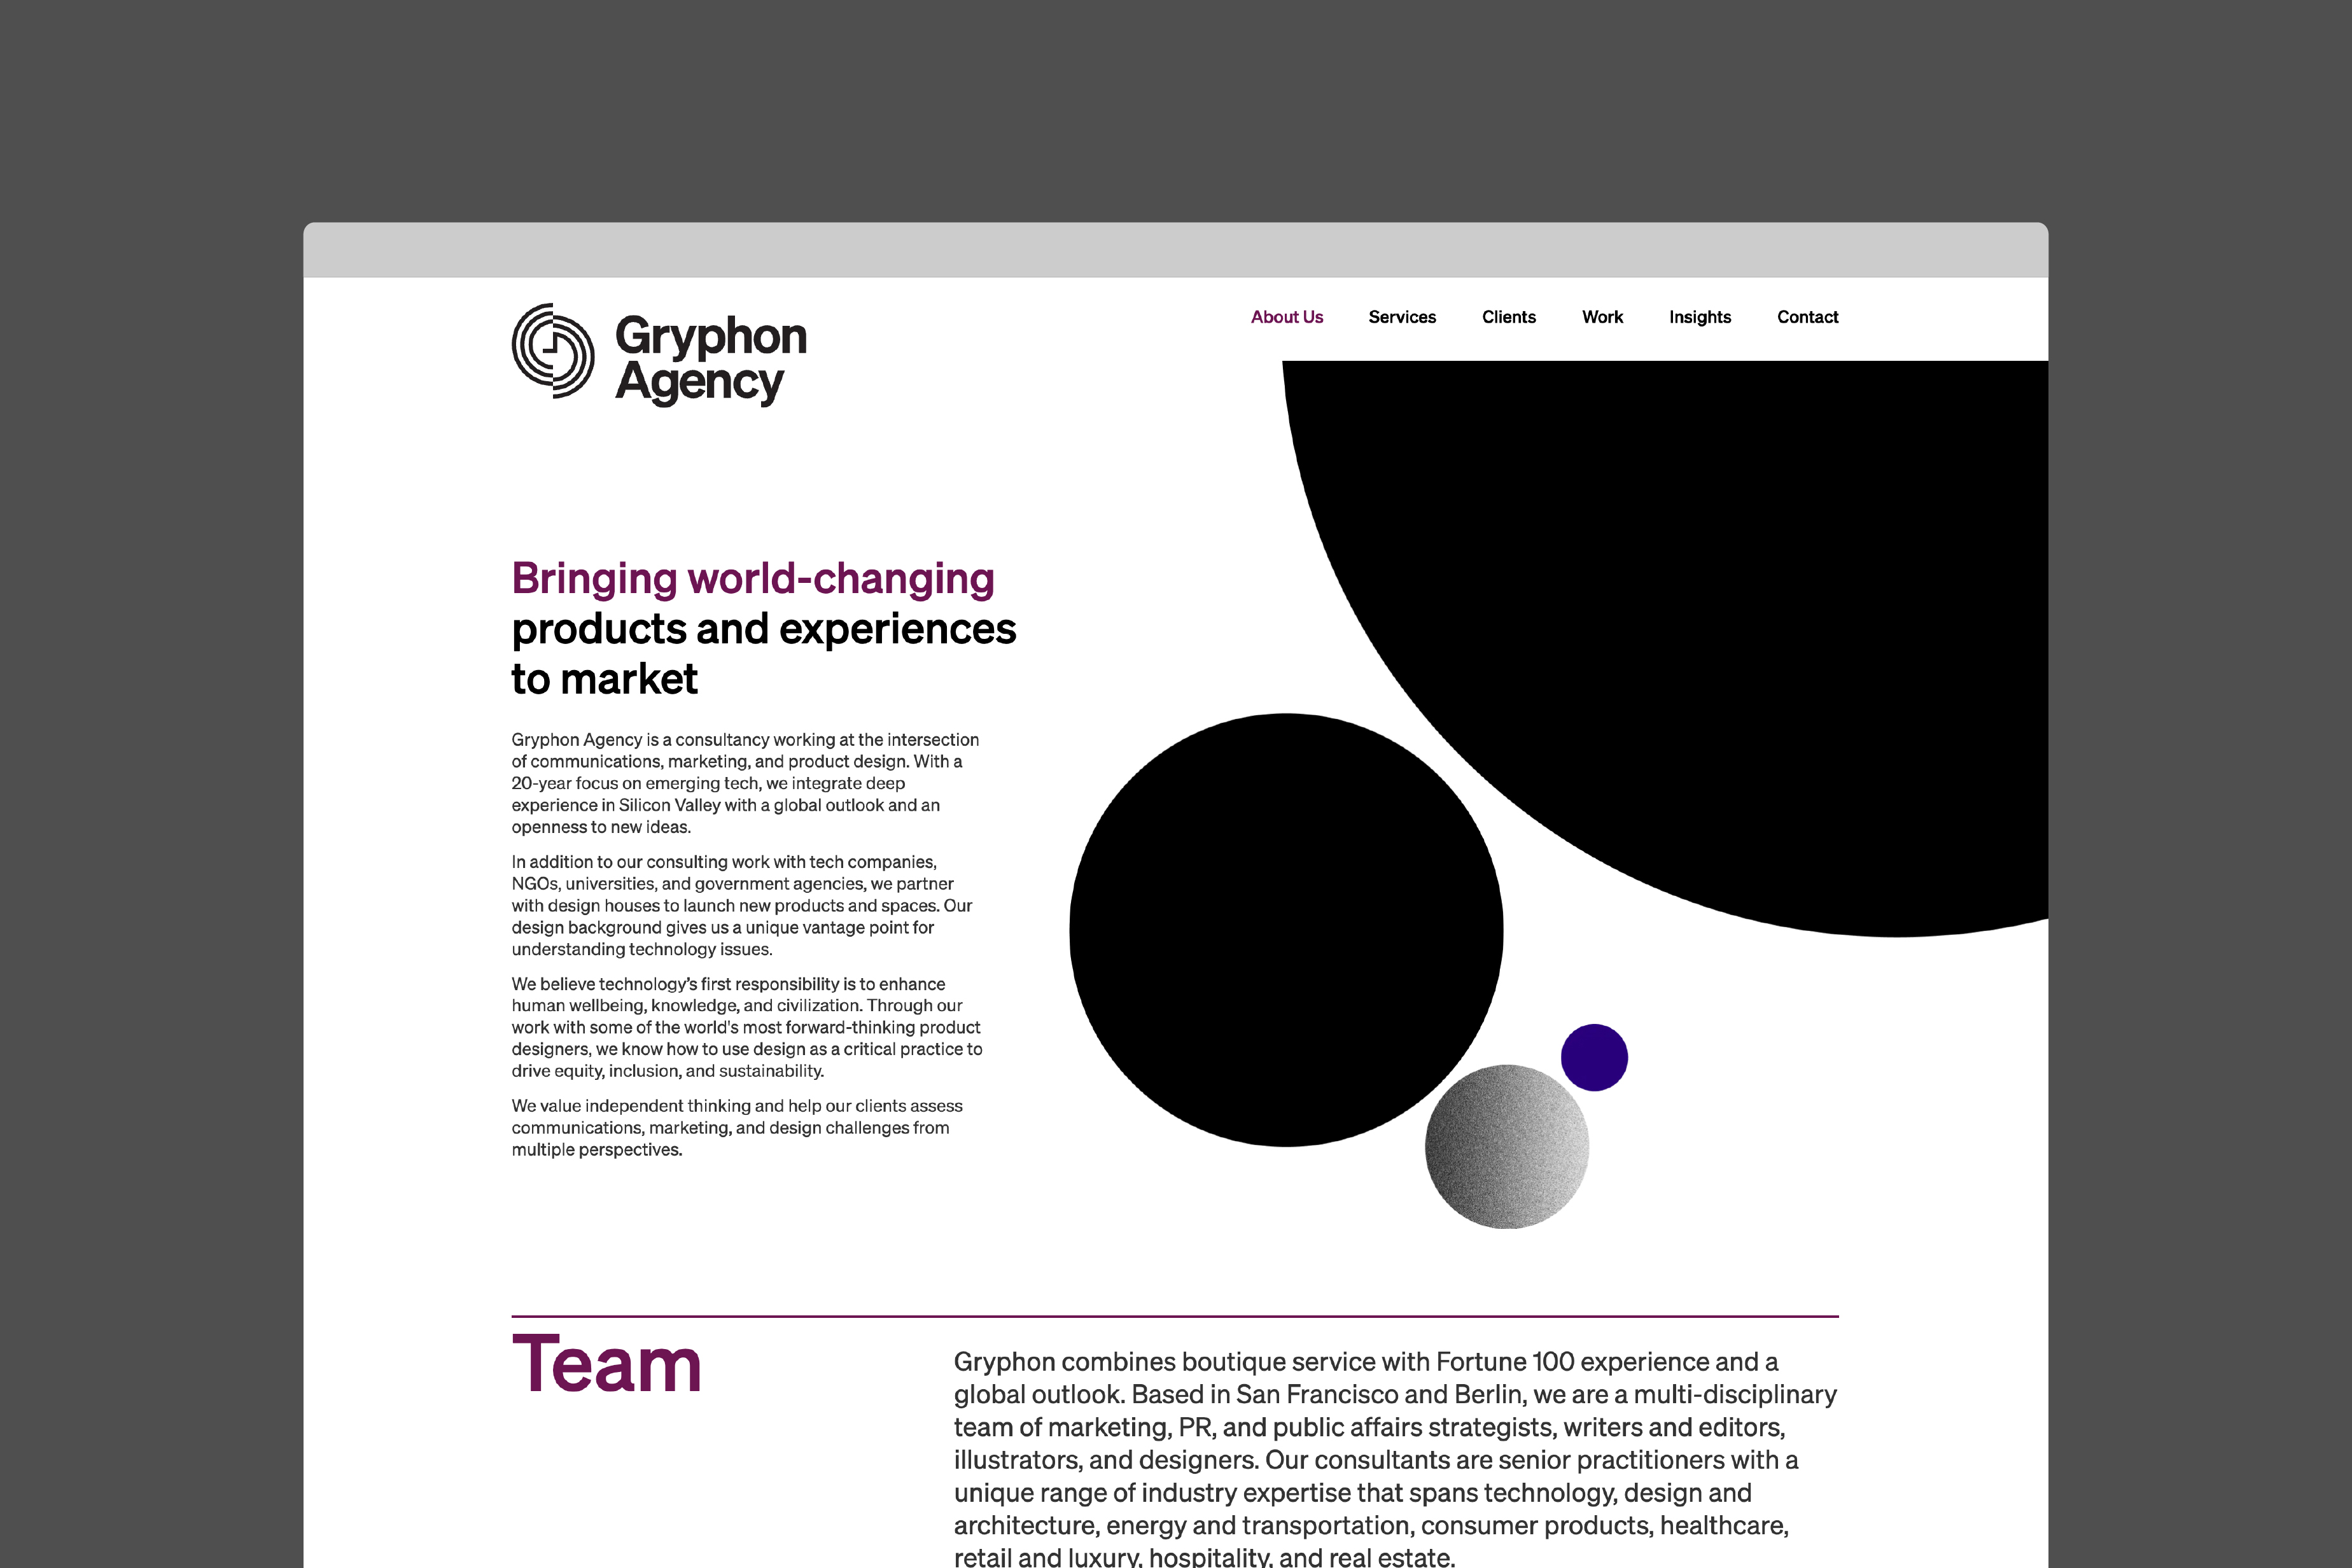 Gryphon
Agency
About Us
Services
Clients
Work
Insights
Contact
Bringing world-changing
products and experiences
to market
Gryphon Agency is a consultancy working at the intersection
of communications, marketing, and product design. With a
20-year focus on emerging tech, we integrate deep
experience in Silicon Valley with a global outlook and an
openness to new ideas.
In addition to our consulting work with tech companies,
NGOs, universities, and government agencies, we partner
with design houses to launch new products and spaces. Our
design background gives us a unique vantage point for
understanding technology issues.
We believe technology’s first responsibility is to enhance
human wellbeing, knowledge, and civilization. Through our
work with some of the world's most forward-thinking product
designers, we know how to use design as a critical practice to
drive equity, inclusion, and sustainability.
We value independent thinking and help our clients assess
communications, marketing, and design challenges from
multiple perspectives.
Team
Gryphon combines boutique service with Fortune 100 experience and a
global outlook. Based in San Francisco and Berlin, we are a multi-disciplinary
team of marketing, PR, and public affairs strategists, writers and editors,
illustrators, and designers. Our consultants are senior practitioners with a
unique range of industry expertise that spans technology, design and
architecture, energy and transportation, consumer products, healthcare,
retail and luxury, hospitality, and real estate.